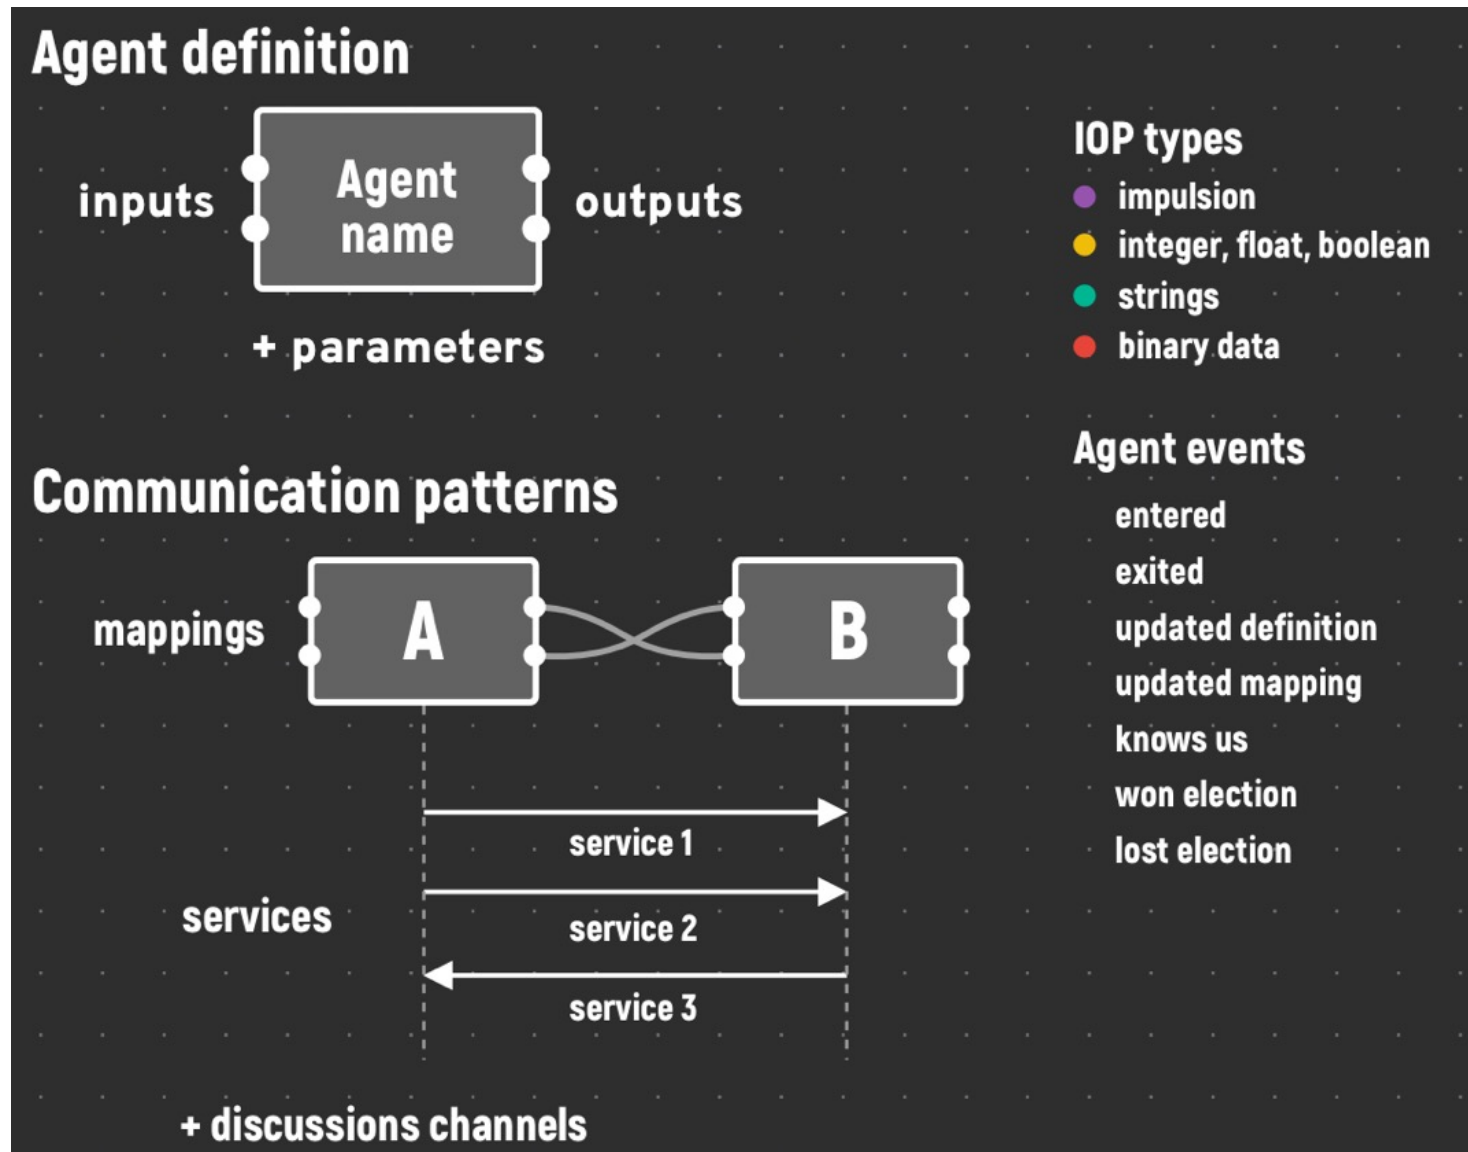 Agent definition
inputs
Agent
name
outputs
+ parameters
IOP types
impulsion
integer, float, boolean
strings
binary data
Agent events
entered
exited
updated definition
updated mapping
knows us
won election
lost election
Communication patterns
mappings
A
B
services
service 1
service 2
service 3
+ discussions channels